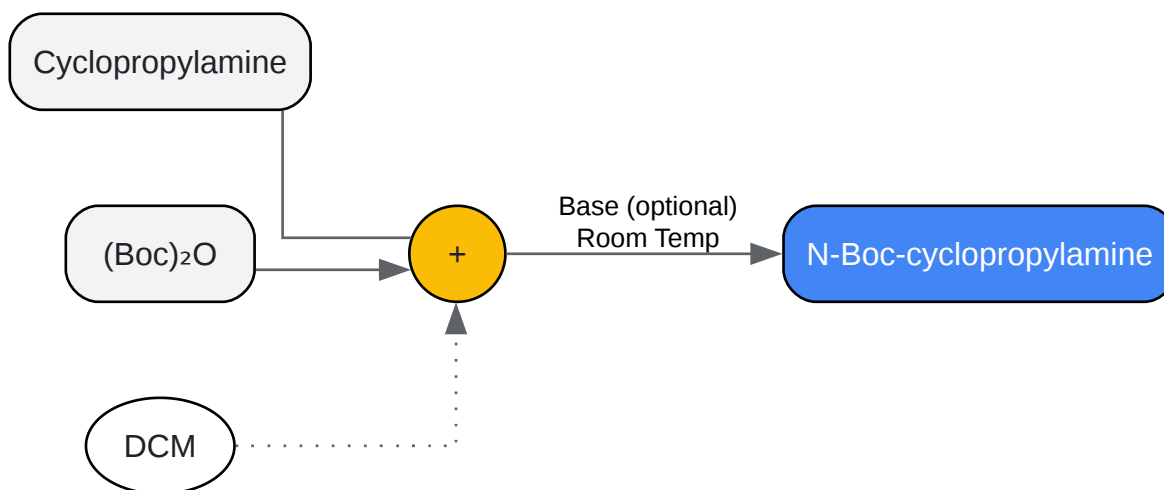 Cyclopropylamine
Base (optional)
Room Temp
(Boc)₂O
+
N-Boc-cyclopropylamine
DCM